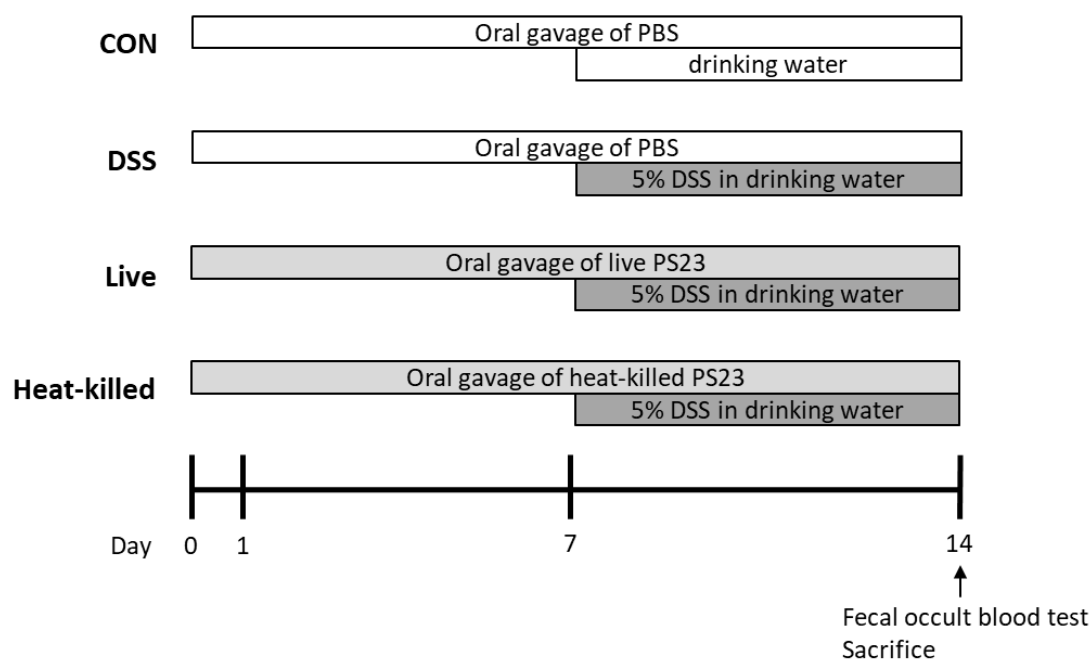 CON
Oral gavage of PBS
drinking water
DSS
Oral gavage of PBS
5% DSS in drinking water
Live
Oral gavage of live PS23
5% DSS in drinking water
Heat-killed
Oral gavage of heat-killed PS23
5% DSS in drinking water
Day 0 1 7 14
Fecal occult blood test
Sacrifice